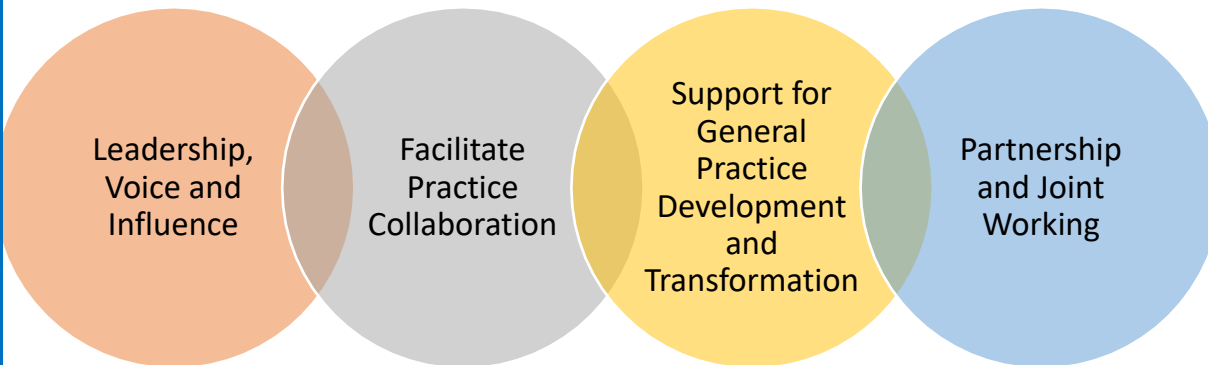 Leadership,
Voice and
Influence
Facilitate
Practice
Collaboration
Support for
General
Practice
Development
and
Transformation
Partnership
and Joint
Working